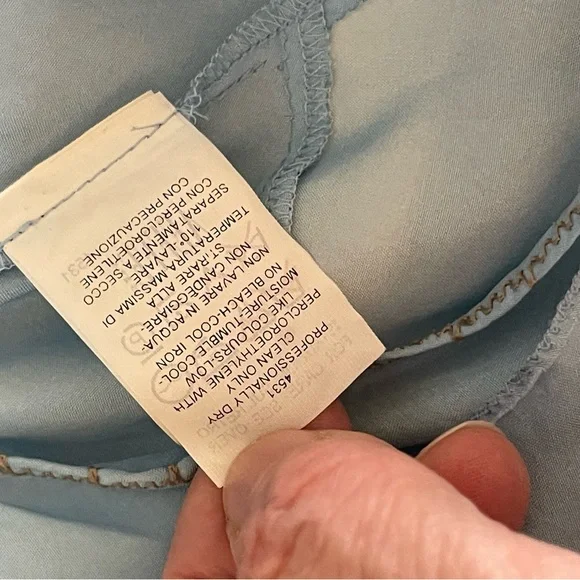 4531
PROFESSIONALLY DRY
CLEAN ONLY
PERCLOROETHYLENE WITH
LIKE COLOURS-LOW
MOISTURE-TUMBLE COOL-
NO BLEACH-COOL IRON
NON LAVARE IN ACQUA-
NON CANDEGGIARE-
STIRARE ALLA
TEMPERATURA MASSIMA DI
110-LAVARE
SEPARATAMENTE A SECCO
CON PERCLOROETILENE
CON PRECAUZIONE